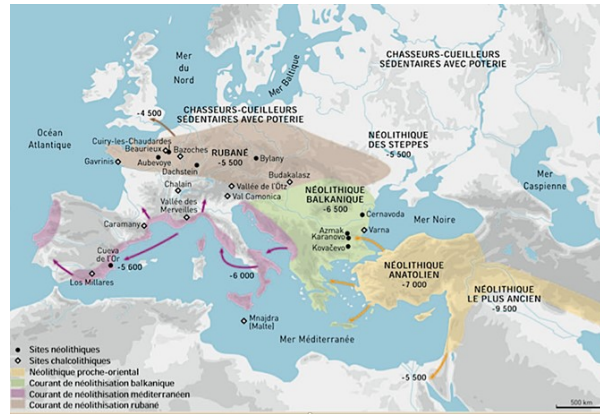 CHASSEURS-CUEILLEURS
SÉDENTAIRES AVEC POTERIE
Mer
du
Nord
Mer Baltique
-4 500
CHASSEURS-CUEILLEURS
SÉDENTAIRES AVEC POTERIE
Océan
Atlantique
Cuiry-les-Chaudardes
Beaurieux
Bazoches
Gavrinis
Aubevoye
RUBANÉ
-5 500
Bylany
Dachstein
NÉOLITHIQUE
DES STEPPES
-5 500
Budakalasz
Chalain
Vallée de l'Ötz
Val Camonica
Vallée des
Merveilles
NÉOLITHIQUE
BALKANIQUE
-6 500
Mer
Caspienne
Cernavoda
Mer Noire
Caramany
Azmak
Karanovo
Varna
Kovačevo
Cueva
de l'Or
-5 600
Los Millares
-6 000
NÉOLITHIQUE
ANATOLIEN
-7 000
NÉOLITHIQUE
LE PLUS ANCIEN
-9 500
Mnajdra
(Malte)
Mer Méditerranée
-5 500
Sites néolithiques
Sites chalcolithiques
Néolithique proche-oriental
Courant de néolithisation balkanique
Courant de néolithisation méditerranéen
Courant de néolithisation rubané
500 km